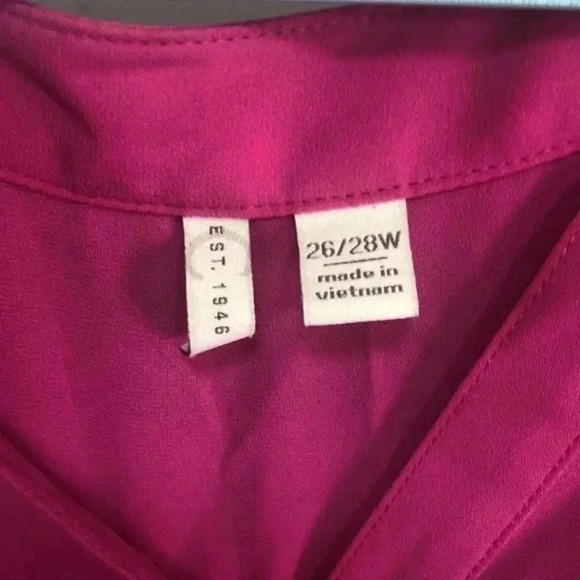 EST. 1946
26/28W
made in
vietnam